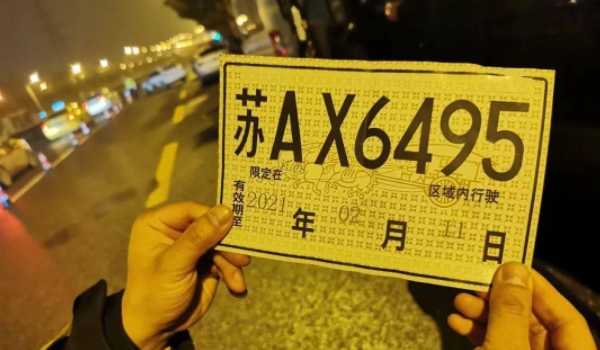 苏AX6495
限定在 区域内行驶
有效期至 2021 年 02 月 11 日